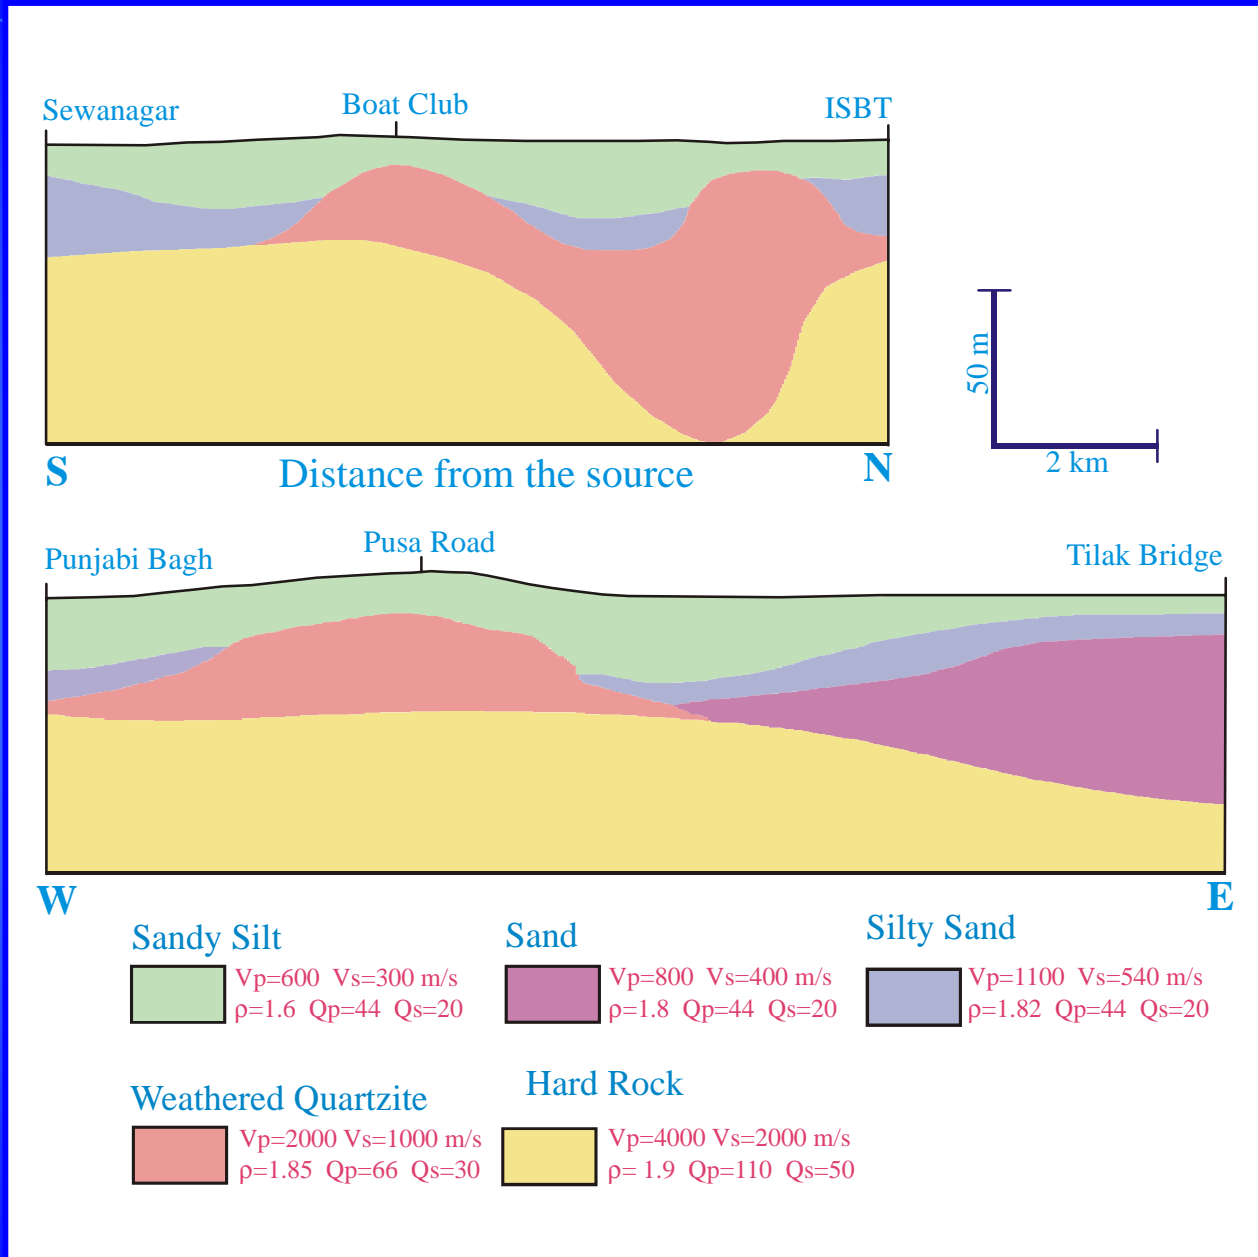 Sewanagar
Boat Club
ISBT
50 m
2 km
S
Distance from the source
N
Punjabi Bagh
Pusa Road
Tilak Bridge
W
E
Sandy Silt
Vp=600 Vs=300 m/s
ρ=1.6 Qp=44 Qs=20
Sand
Vp=800 Vs=400 m/s
ρ=1.8 Qp=44 Qs=20
Silty Sand
Vp=1100 Vs=540 m/s
ρ=1.82 Qp=44 Qs=20
Weathered Quartzite
Vp=2000 Vs=1000 m/s
ρ=1.85 Qp=66 Qs=30
Hard Rock
Vp=4000 Vs=2000 m/s
ρ= 1.9 Qp=110 Qs=50